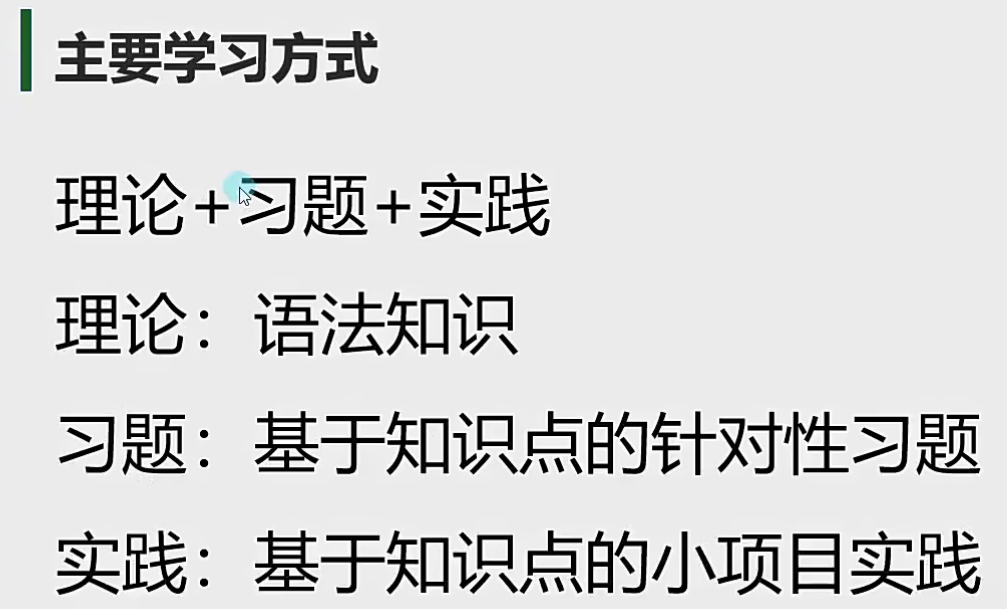 主要学习方式
理论+习题+实践
理论：语法知识
习题：基于知识点的针对性习题
实践：基于知识点的小项目实践